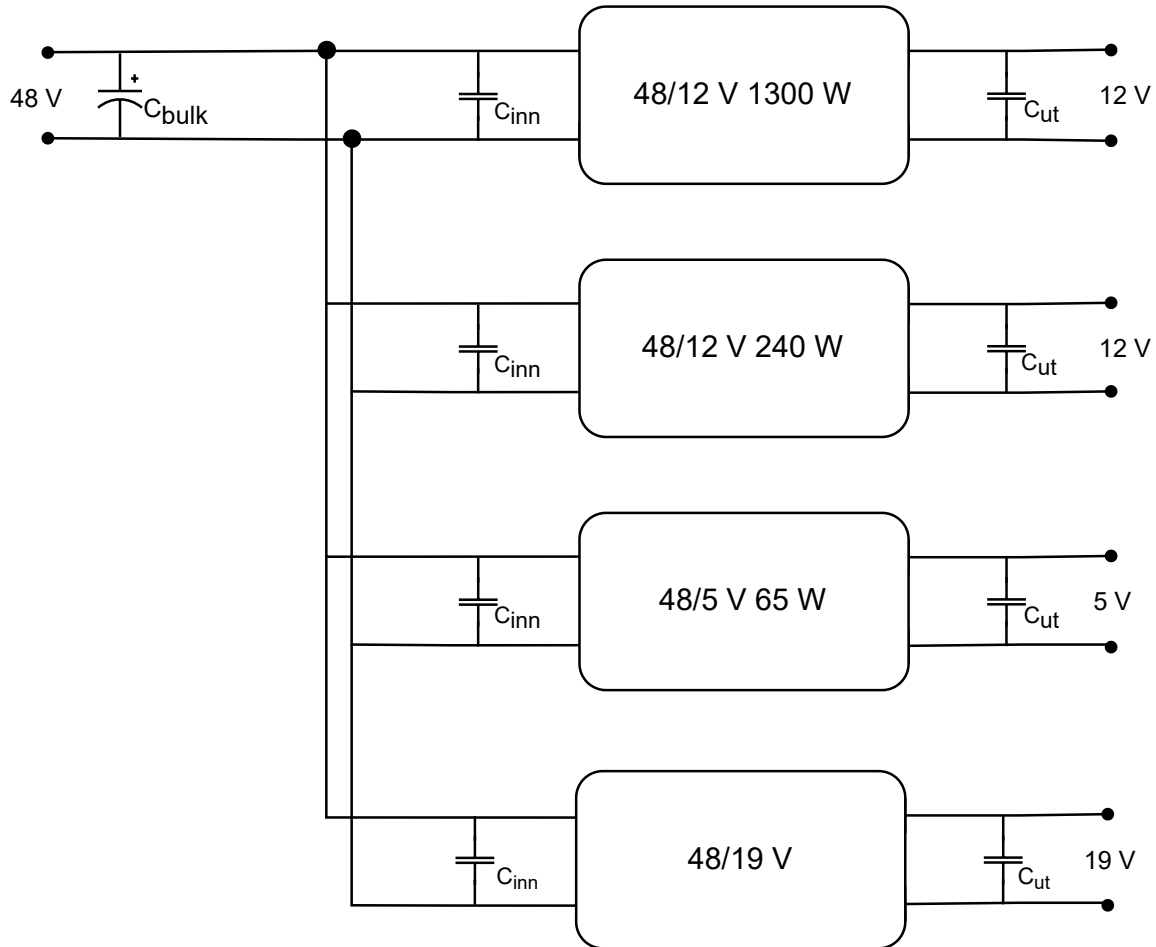 48 V
+
Cbulk
Cinn
48/12 V 1300 W
Cut
12 V
Cinn
48/12 V 240 W
Cut
12 V
Cinn
48/5 V 65 W
Cut
5 V
Cinn
48/19 V
Cut
19 V